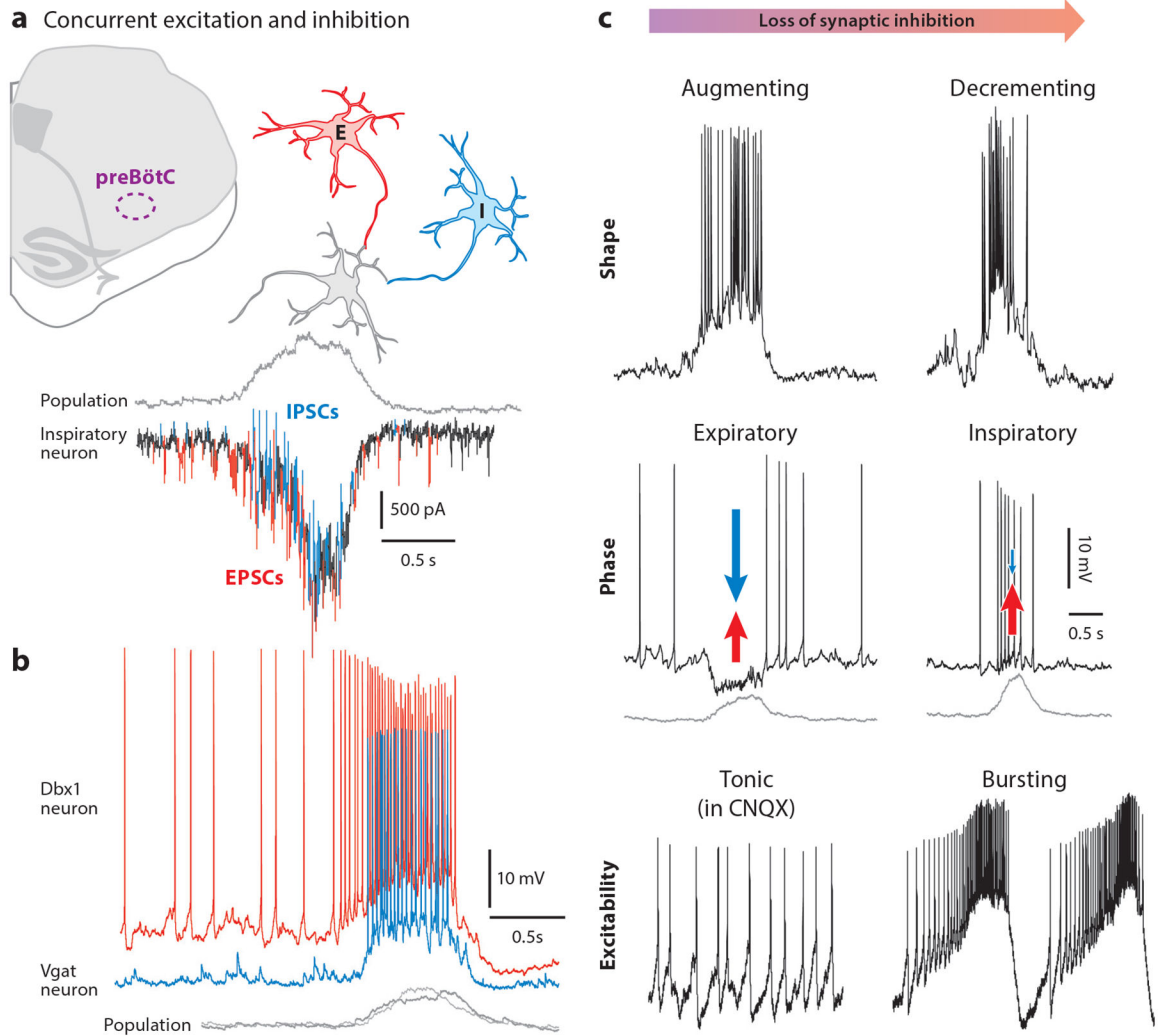 a Concurrent excitation and inhibition
preBötC
E
I
Population
IPSCs
Inspiratory
neuron
500 pA
0.5 s
EPSCs
b
Dbx1
neuron
10 mV
0.5s
Vgat
neuron
Population
c
Loss of synaptic inhibition
Augmenting
Decrementing
Shape
Expiratory
Inspiratory
Phase
10 mV
0.5 s
Tonic
(in CNQX)
Bursting
Excitability